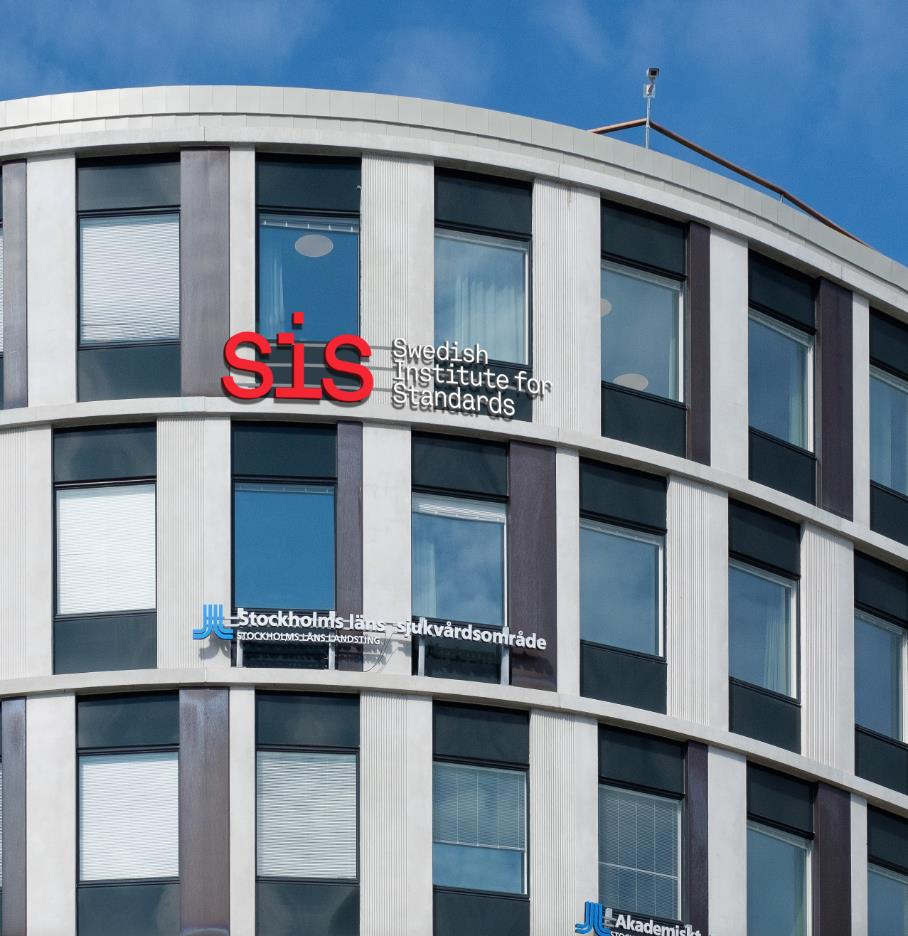 sis
Swedish
Institute for
Standards
Stockholms läns sjukvårdsområde
STOCKHOLMS LÄNS LANDSTING
Akademiskt